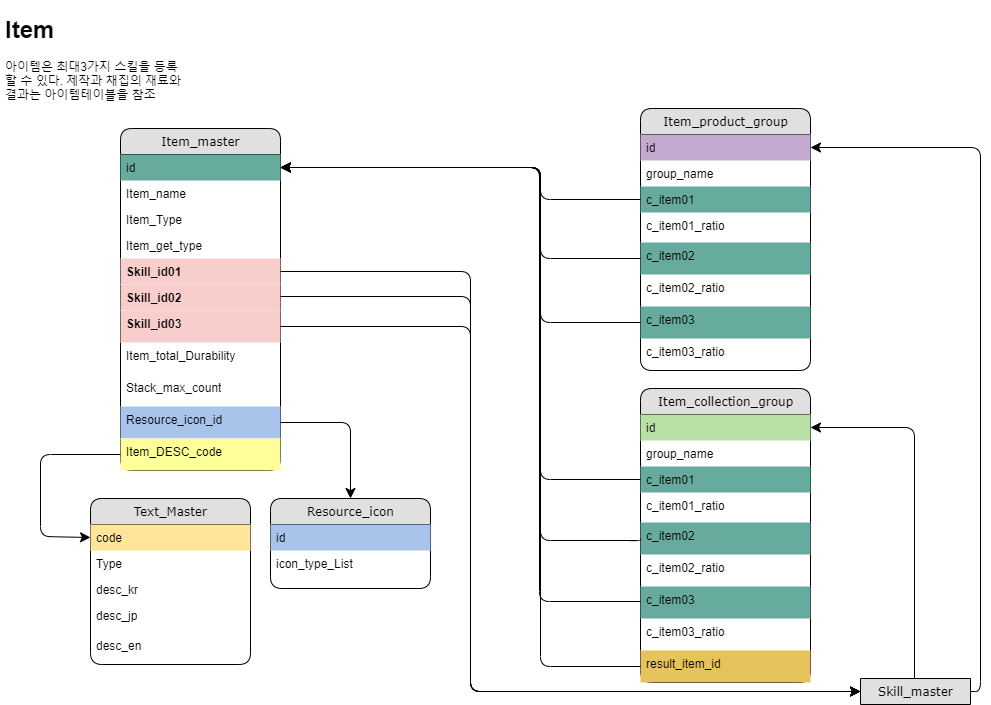 Item
아이템은 최대3가지 스킬을 등록
할 수 있다. 제작과 채집의 재료와
결과는 아이템테이블을 참조
Item_master
id
Item_name
Item_Type
Item_get_type
Skill_id01
Skill_id02
Skill_id03
Item_total_Durability
Stack_max_count
Resource_icon_id
Item_DESC_code
Text_Master
code
Type
desc_kr
desc_jp
desc_en
Resource_icon
id
icon_type_List
Item_product_group
id
group_name
c_item01
c_item01_ratio
c_item02
c_item02_ratio
c_item03
c_item03_ratio
Item_collection_group
id
group_name
c_item01
c_item01_ratio
c_item02
c_item02_ratio
c_item03
c_item03_ratio
result_item_id
Skill_master